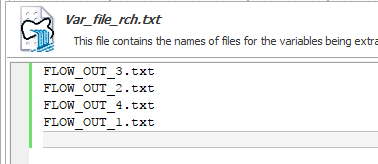 Var_file_rch.txt
This file contains the names of files for the variables being extra
FLOW_OUT_3.txt
FLOW_OUT_2.txt
FLOW_OUT_4.txt
FLOW_OUT_1.txt